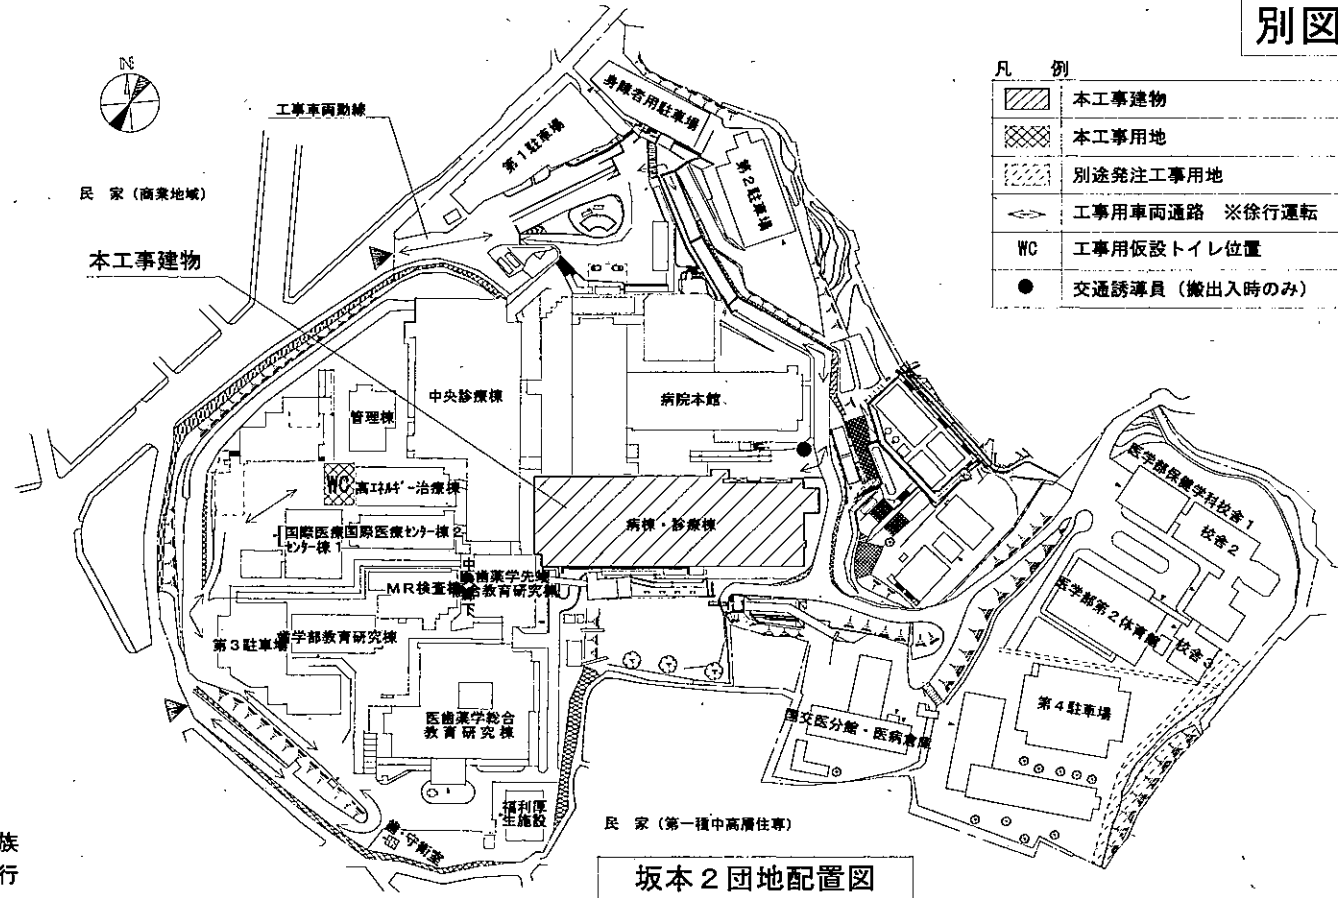 別図
N
凡 例
本工事建物
本工事用地
別途発注工事用地
工事用車両通路 ※徐行運転
WC 工事用仮設トイレ位置
交通誘導員（搬出入時のみ）
工事車両動線
民 家（商業地域）
本工事建物
身障者用駐車場
第1駐車場
第2駐車場
中央診療棟
病院本館
管理棟
WC
高エネルギー治療棟
国際医療
センター棟1
国際医療センター棟2
病棟・診療棟
MR検査
歯薬学先端
合教育研究棟
下
第3駐車場
歯学部教育研究棟
医歯薬学総合
教育研究棟
福利厚
生施設
歯・守衛室
医学部保健学科校舎1
校舎2
医学部第2体育館
校舎3
第4駐車場
国交医分館・医病倉庫
民 家（第一種中高層住専）
族
行
坂本2団地配置図